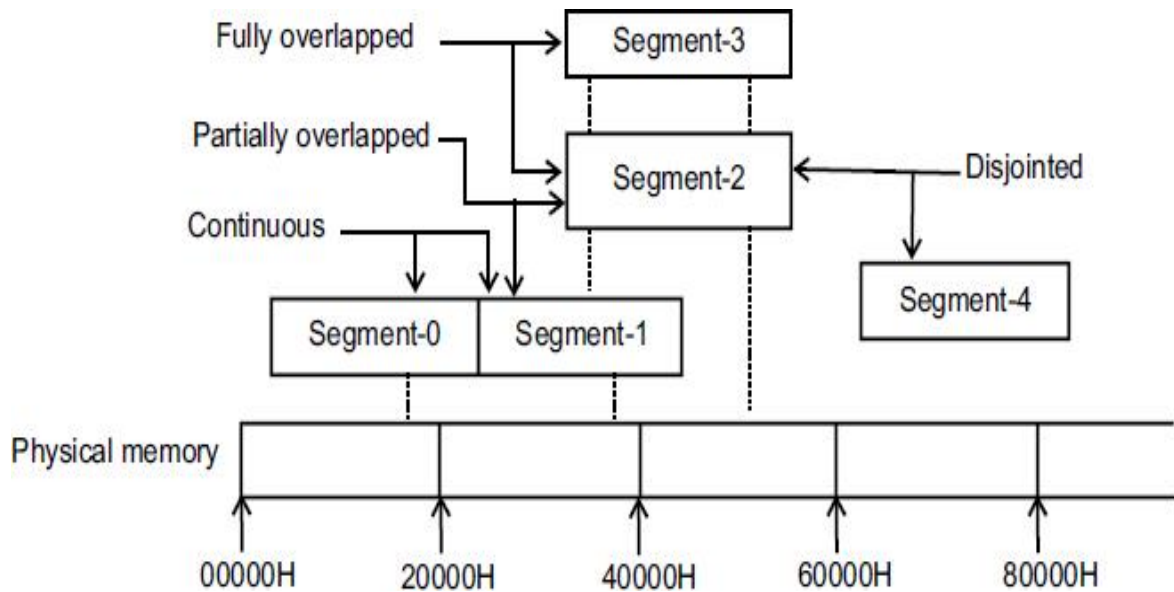 Fully overlapped
Segment-3
Partially overlapped
Segment-2
Disjointed
Continuous
Segment-4
Segment-0
Segment-1
Physical memory
00000H
20000H
40000H
60000H
80000H